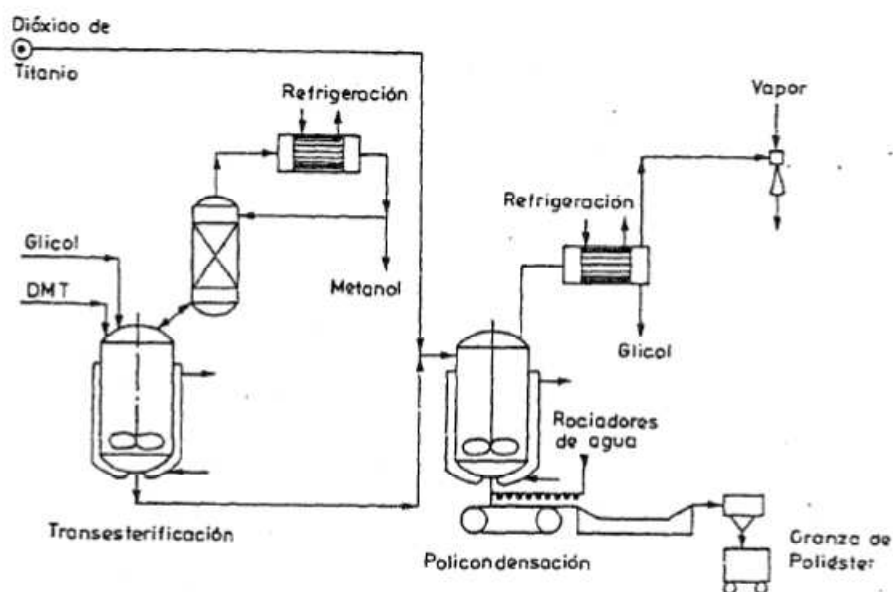 Dióxido de
Titanio
Refrigeración
Vapor
Refrigeración
Glicol
DMT
Metanol
Glicol
Rociadores
de agua
Transesterificación
Policondensación
Granza de
Poliéster